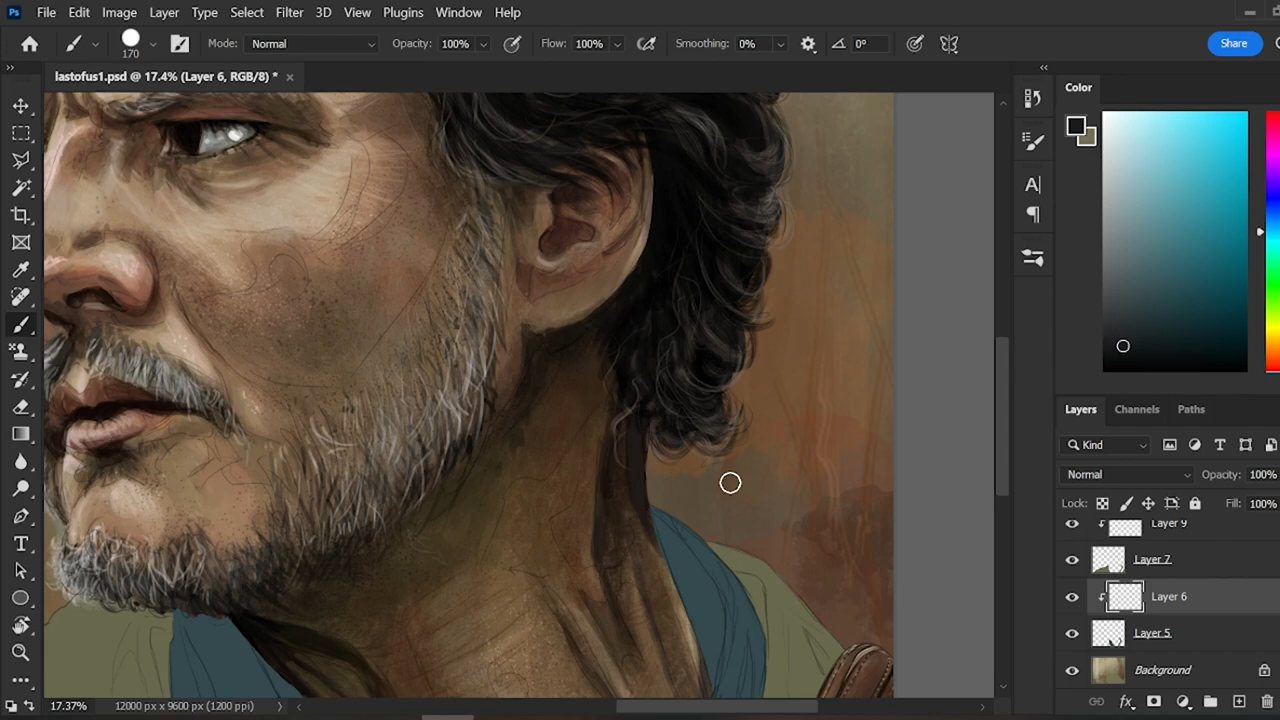 Ps File Edit Image Layer Type Select Filter 3D View Plugins Window Help
170 Mode: Normal Opacity: 100% Flow: 100% Smoothing: 0% 0° Share
lastofus1.psd @ 17.4% (Layer 6, RGB/8) *
Color
Layers Channels Paths
Kind
Normal Opacity: 100%
Lock: Fill: 100%
Layer 9
Layer 7
Layer 6
Layer 5
Background
17.37% 12000 px x 9600 px (1200 ppi)